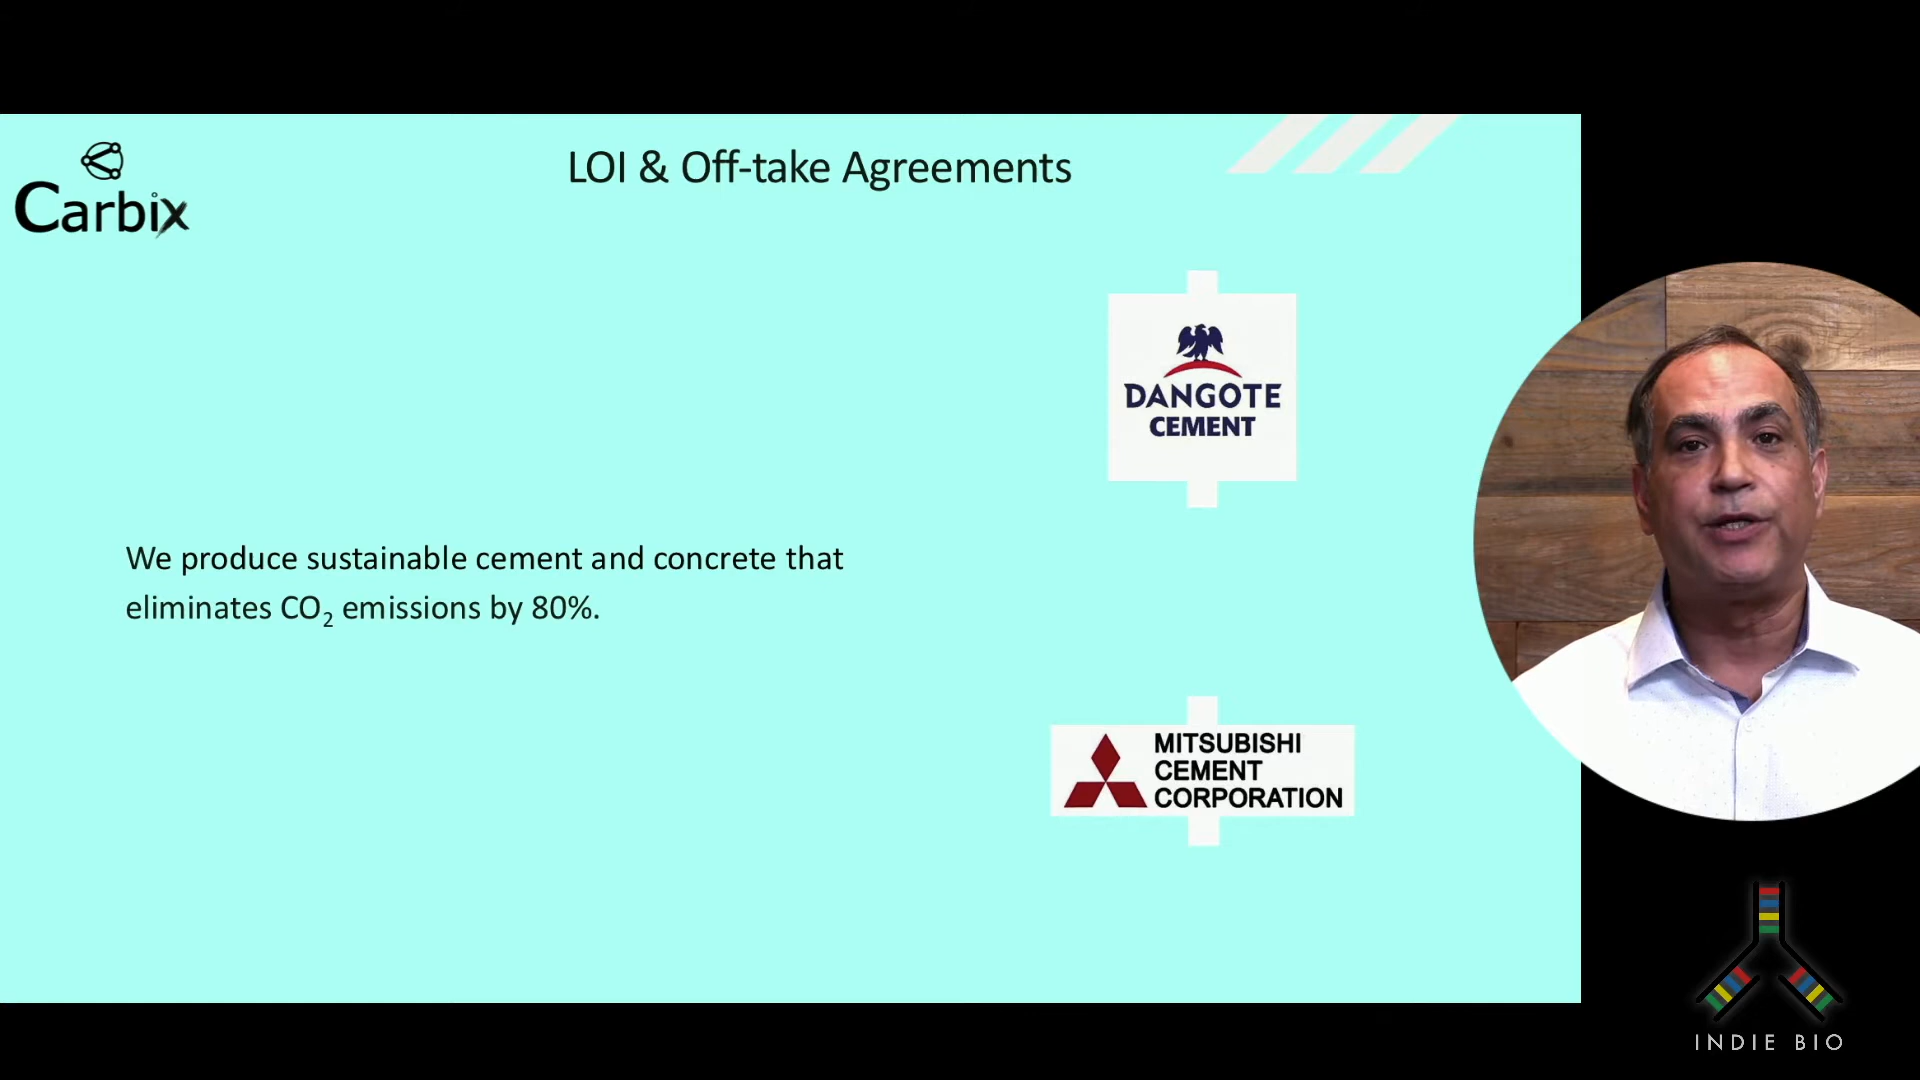 Carbix
LOI & Off-take Agreements
DANGOTE
CEMENT
We produce sustainable cement and concrete that
eliminates CO₂ emissions by 80%.
MITSUBISHI
CEMENT
CORPORATION
INDIE BIO